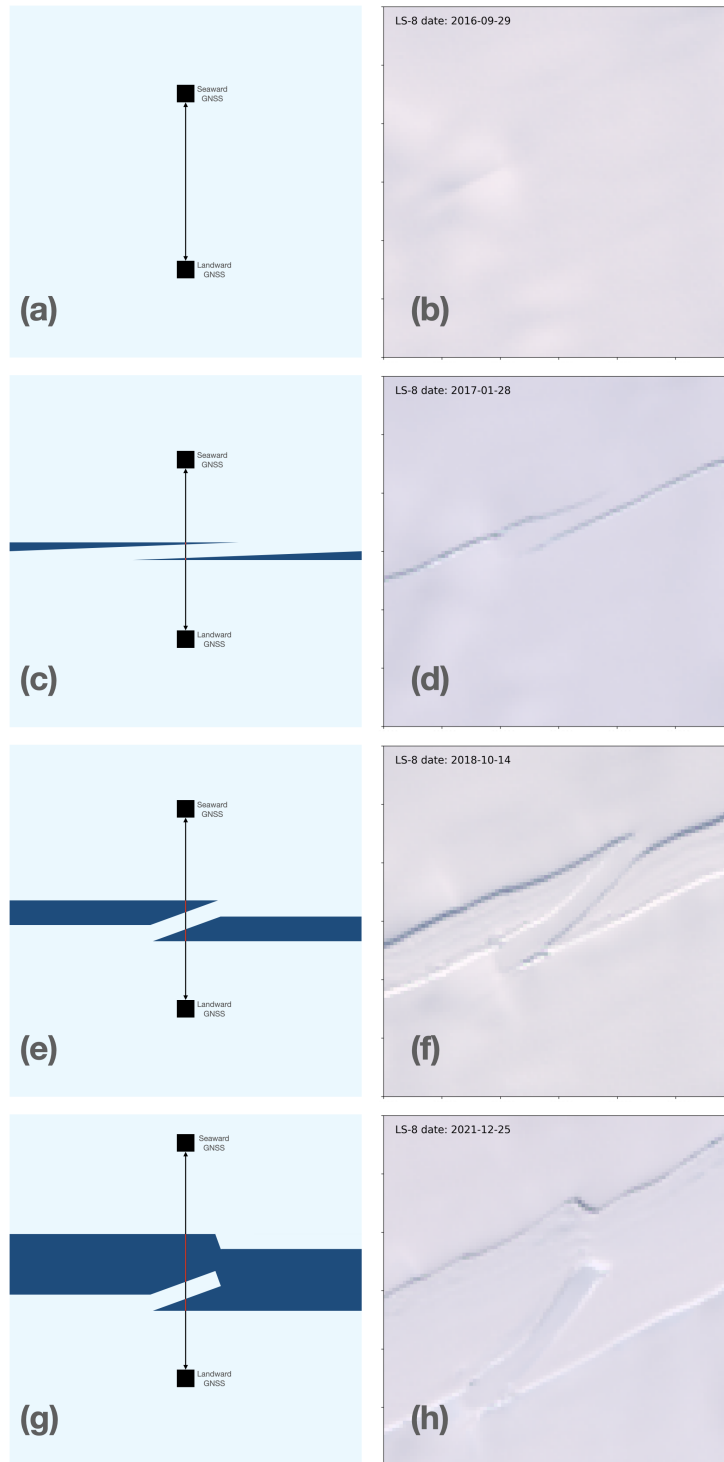 Seaward
GNSS
Landward
GNSS
(a)
LS-8 date: 2016-09-29
(b)
Seaward
GNSS
Landward
GNSS
(c)
LS-8 date: 2017-01-28
(d)
Seaward
GNSS
Landward
GNSS
(e)
LS-8 date: 2018-10-14
(f)
Seaward
GNSS
Landward
GNSS
(g)
LS-8 date: 2021-12-25
(h)